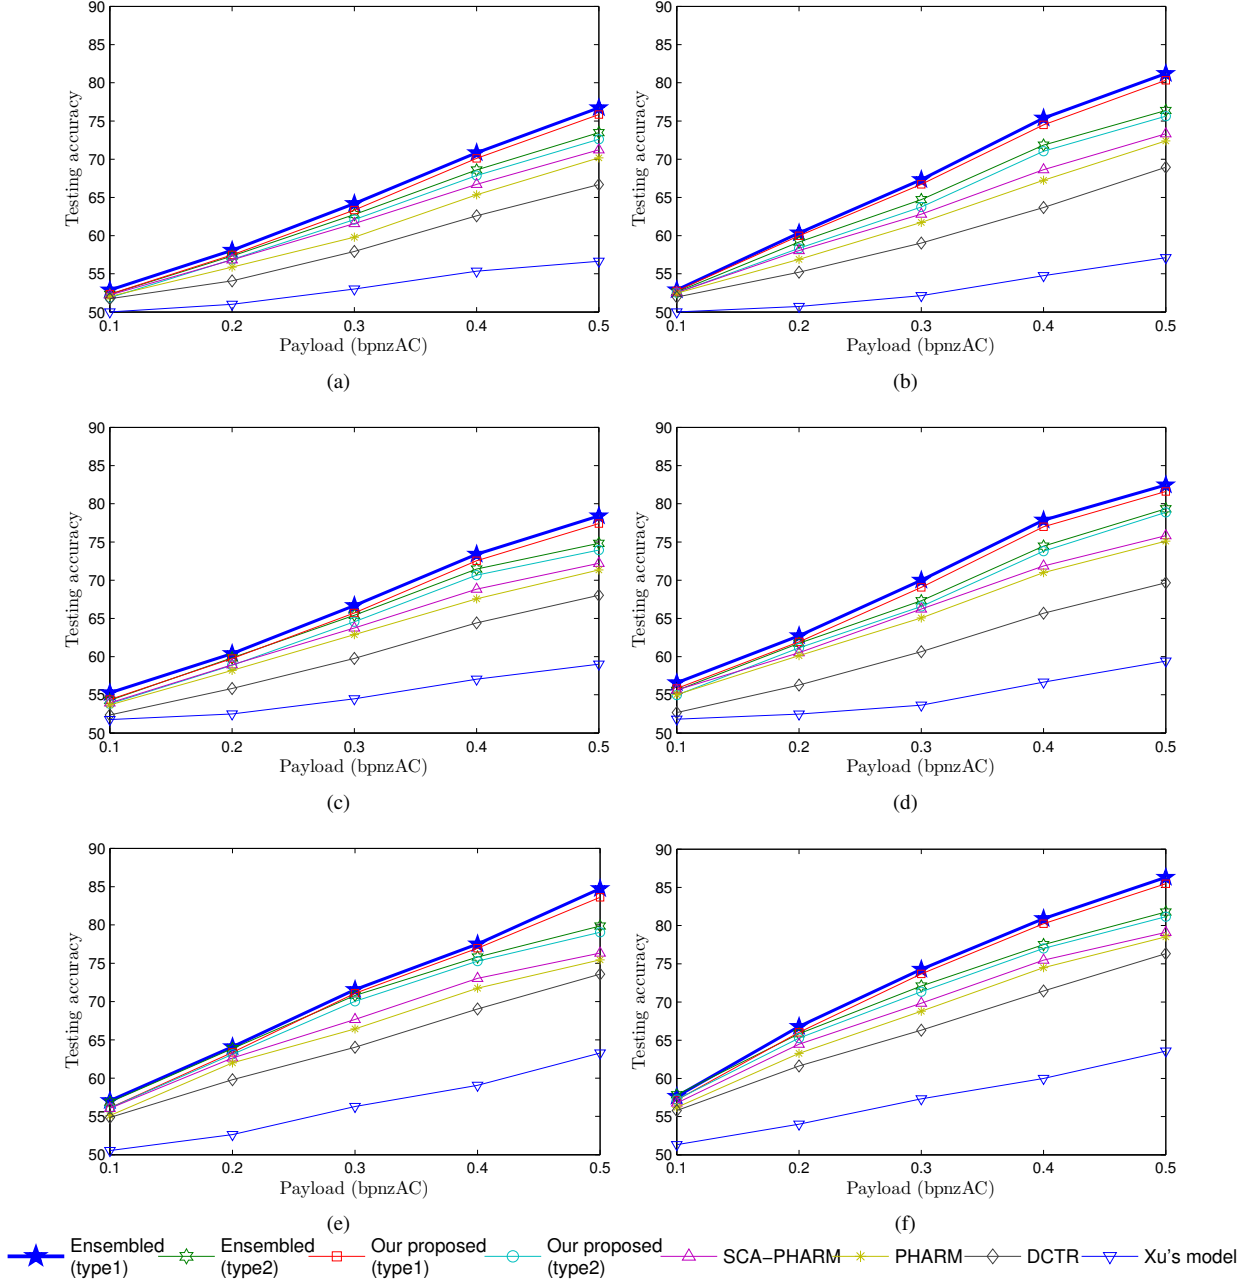 90
85
80
75
70
65
60
55
50
Testing accuracy
0.1 0.2 0.3 0.4 0.5
Payload (bpnzAC)
(a)
90
85
80
75
70
65
60
55
50
Testing accuracy
0.1 0.2 0.3 0.4 0.5
Payload (bpnzAC)
(b)
90
85
80
75
70
65
60
55
50
Testing accuracy
0.1 0.2 0.3 0.4 0.5
Payload (bpnzAC)
(c)
90
85
80
75
70
65
60
55
50
Testing accuracy
0.1 0.2 0.3 0.4 0.5
Payload (bpnzAC)
(d)
90
85
80
75
70
65
60
55
50
Testing accuracy
0.1 0.2 0.3 0.4 0.5
Payload (bpnzAC)
(e)
90
85
80
75
70
65
60
55
50
Testing accuracy
0.1 0.2 0.3 0.4 0.5
Payload (bpnzAC)
(f)
Ensembled
(type1)
Ensembled
(type2)
Our proposed
(type1)
Our proposed
(type2)
SCA−PHARM
PHARM
DCTR
Xu's model